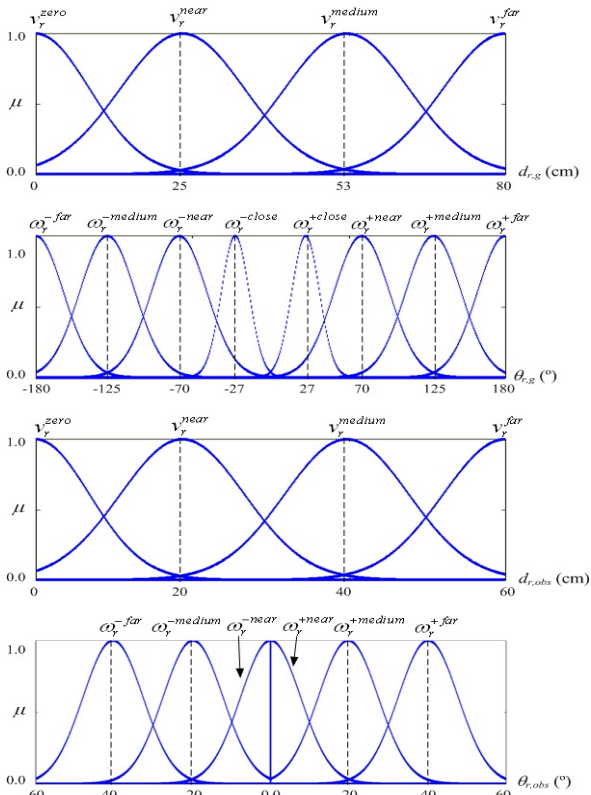 v_r^zero v_r^near v_r^medium v_r^far
1.0
μ
0.0
0 25 53 80 d_r,g (cm)
ω_r^-far ω_r^-medium ω_r^-near ω_r^-close ω_r^+close ω_r^+near ω_r^+medium ω_r^+far
1.0
μ
0.0
-180 -125 -70 -27 27 70 125 180 θ_r,g (º)
v_r^zero v_r^near v_r^medium v_r^far
1.0
μ
0.0
0 20 40 60 d_r,obs (cm)
ω_r^-far ω_r^-medium ω_r^-near ω_r^+near ω_r^+medium ω_r^+far
1.0
μ
0.0
-60 -40 -20 0.0 20 40 60 θ_r,obs (º)